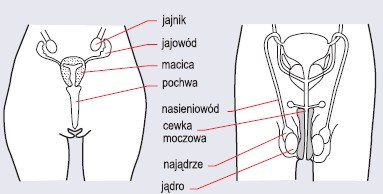 jajnik
jajowód
macica
pochwa
nasieniowód
cewka
moczowa
najądrze
jądro